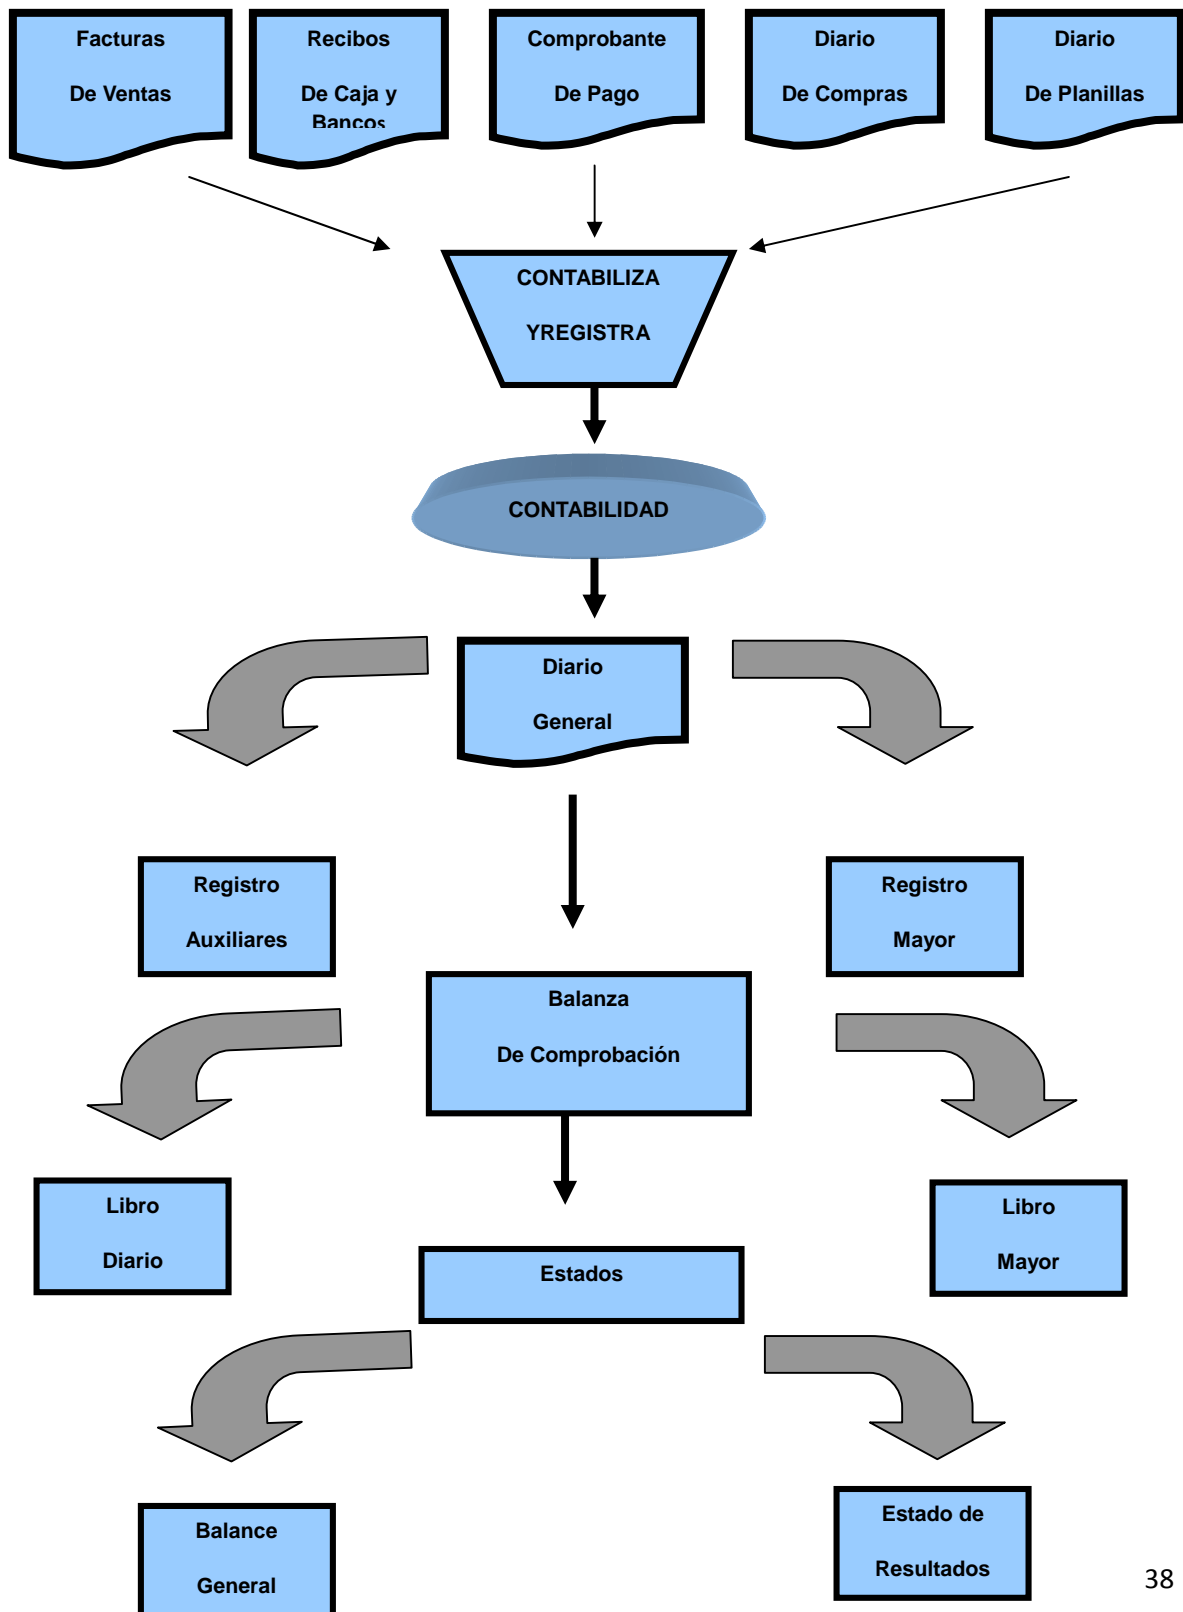 Facturas
De Ventas
Recibos
De Caja y
Bancos
Comprobante
De Pago
Diario
De Compras
Diario
De Planillas
CONTABILIZA
YREGISTRA
CONTABILIDAD
Diario
General
Registro
Auxiliares
Registro
Mayor
Balanza
De Comprobación
Libro
Diario
Libro
Mayor
Estados
Balance
General
Estado de
Resultados
38